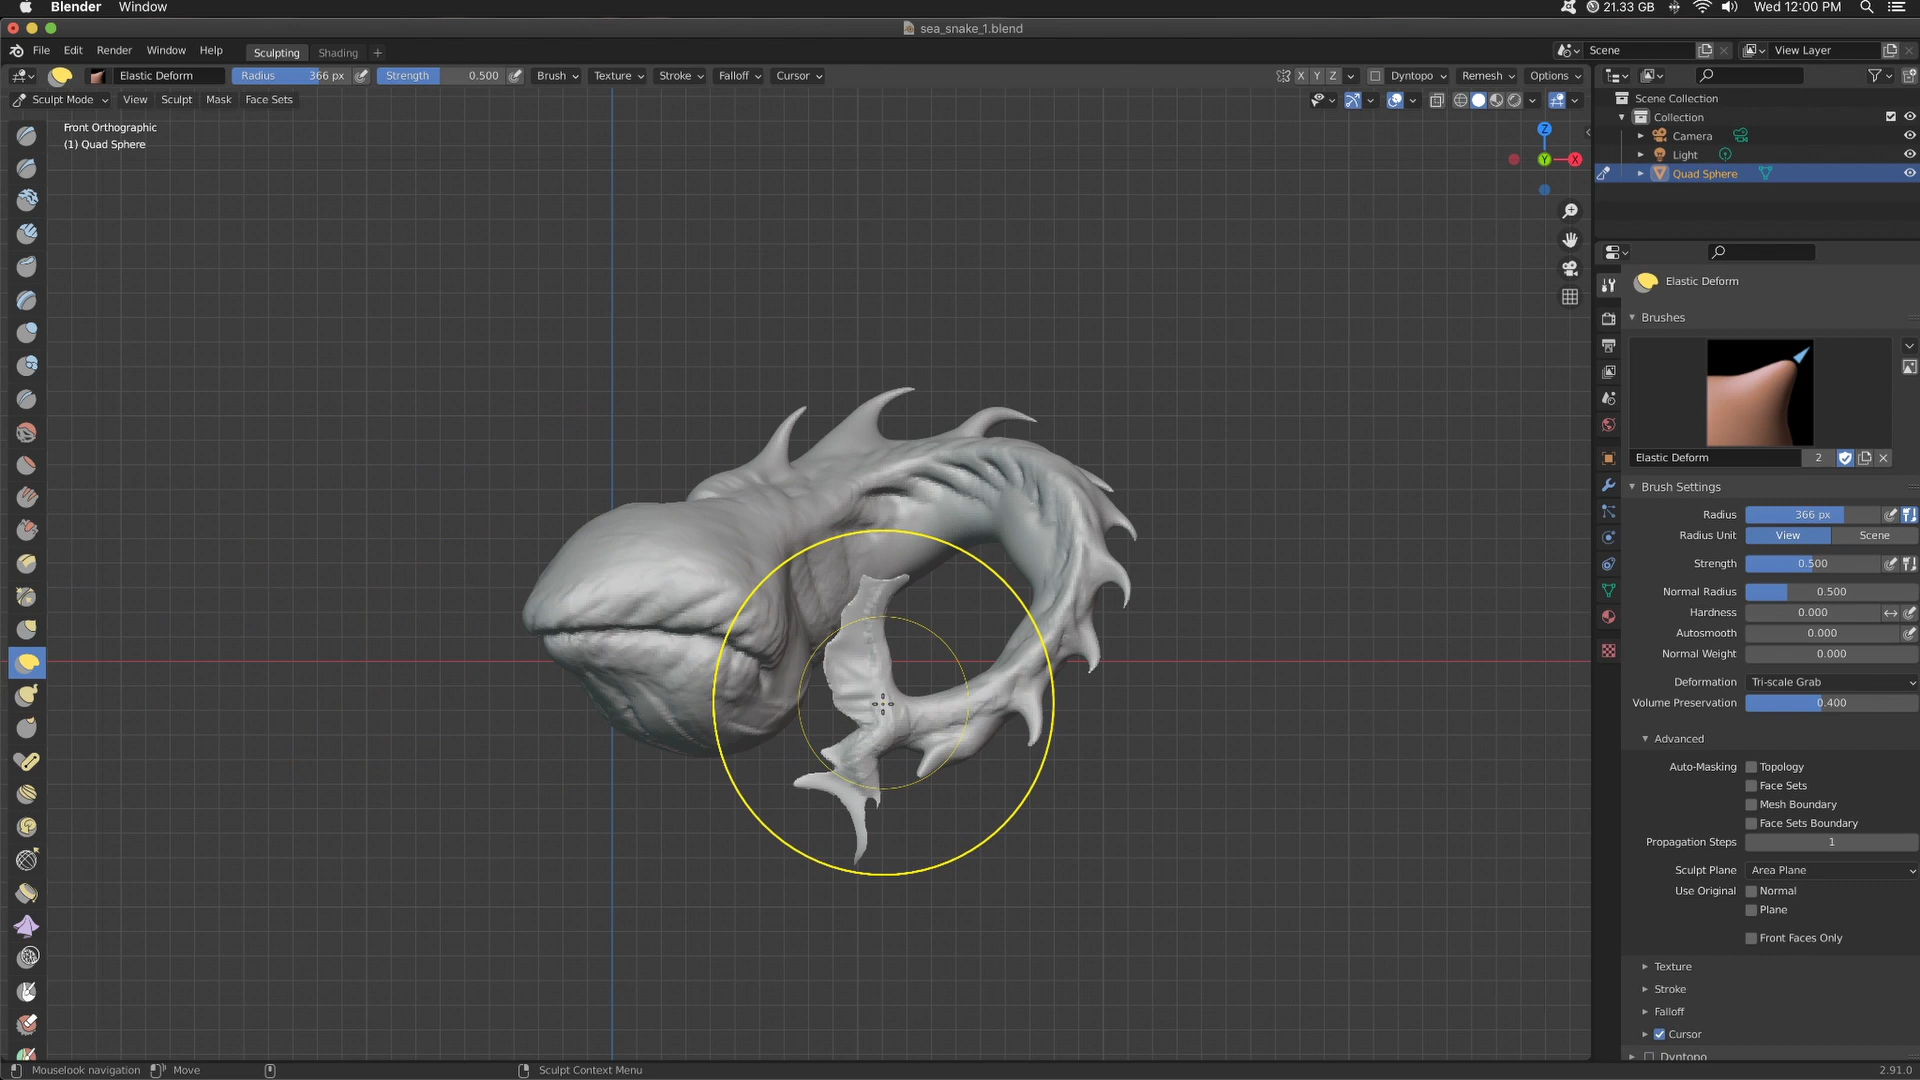 Blender Window 21.33 GB Wed 12:00 PM
sea_snake_1.blend
File Edit Render Window Help Sculpting Shading + Scene View Layer
Elastic Deform Radius 366 px Strength 0.500 Brush Texture Stroke Falloff Cursor X Y Z Dyntopo Remesh Options
Sculpt Mode View Sculpt Mask Face Sets
Front Orthographic
(1) Quad Sphere
Z
Y
X
Scene Collection
Collection
Camera
Light
Quad Sphere
Elastic Deform
Brushes
Elastic Deform 2
Brush Settings
Radius 366 px
Radius Unit View Scene
Strength 0.500
Normal Radius 0.500
Hardness 0.000
Autosmooth 0.000
Normal Weight 0.000
Deformation Tri-scale Grab
Volume Preservation 0.400
Advanced
Auto-Masking Topology
Face Sets
Mesh Boundary
Face Sets Boundary
Propagation Steps 1
Sculpt Plane Area Plane
Use Original Normal
Plane
Front Faces Only
Texture
Stroke
Falloff
Cursor
Dyntopo
Mouselook navigation Move Sculpt Context Menu 2.91.0